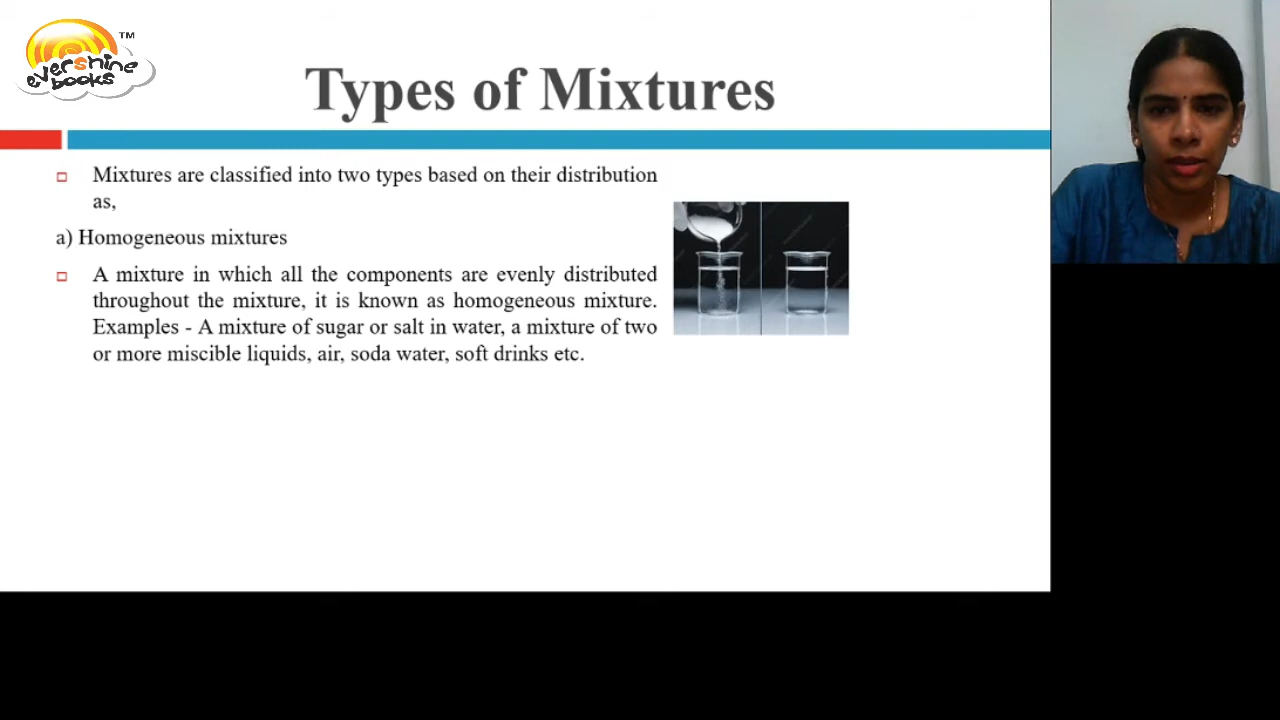 TM
evershine
books
Types of Mixtures
Mixtures are classified into two types based on their distribution
as,
a) Homogeneous mixtures
A mixture in which all the components are evenly distributed
throughout the mixture, it is known as homogeneous mixture.
Examples - A mixture of sugar or salt in water, a mixture of two
or more miscible liquids, air, soda water, soft drinks etc.